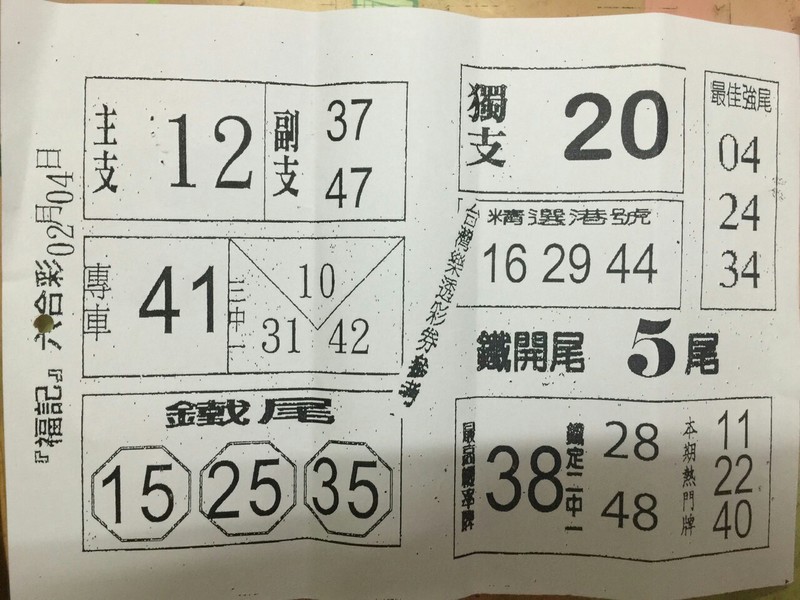 『福記』六合彩02月04日
主支 12
副支 37
47
專車 41
三中一 10
31 42
鐵尾
15 25 35
台灣樂透彩券
獨支 20
最佳強尾
04
24
34
精選港號
16 29 44
鐵開尾 5尾
最高機率牌 38
鐵定二中一 28
48
本期熱門牌 11
22
40